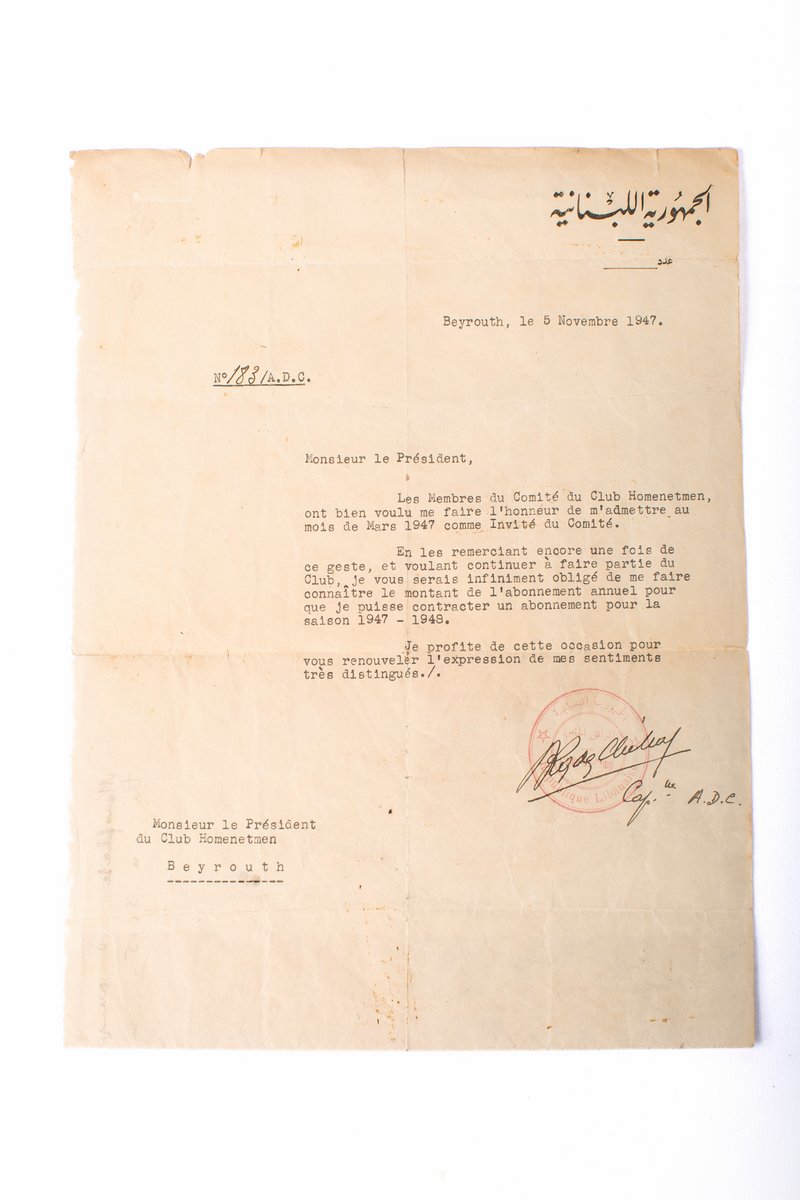 الجمهورية اللبنانية
عدد
Beyrouth, le 5 Novembre 1947.
N° 183/A.D.C.
Monsieur le Président,
Les Membres du Comité du Club Homenetmen,
ont bien voulu me faire l'honneur de m'admettre au
mois de Mars 1947 comme Invité du Comité.
En les remerciant encore une fois de
ce geste, et voulant continuer à faire partie du
Club, je vous serais infiniment obligé de me faire
connaître le montant de l'abonnement annuel pour
que je puisse contracter un abonnement pour la
saison 1947 - 1948.
Je profite de cette occasion pour
vous renouveler l'expression de mes sentiments
très distingués./.
Cap.ne A.D.C.
Monsieur le Président
du Club Homenetmen
Beyrouth